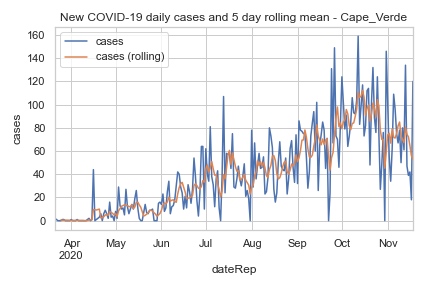 New COVID-19 daily cases and 5 day rolling mean - Cape_Verde
cases
cases (rolling)
160
140
120
100
80
60
40
20
0
cases
Apr
2020
May
Jun
Jul
Aug
Sep
Oct
Nov
dateRep